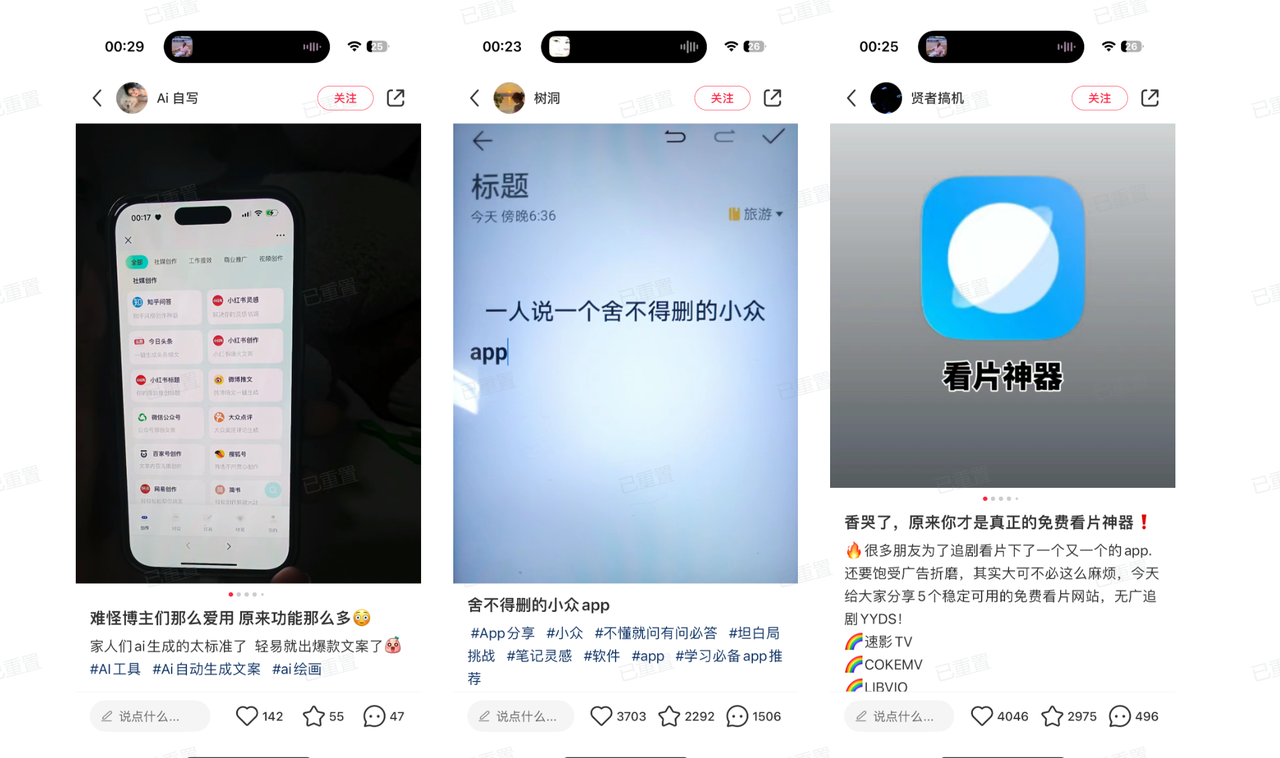 00:29
25
Ai 自写
关注
00:17
全部 社媒创作 工作提效 商业推广 视频创作
社媒创作
知乎问答
小红书灵感
今日头条
小红书创作
小红书标题
微博推文
微信公众号
大众点评
百家号创作
搜狐号
网易创作
简书
难怪博主们那么爱用 原来功能那么多😳
家人们ai生成的太标准了 轻易就出爆款文案了
#AI工具 #Ai自动生成文案 #ai绘画
说点什么...
142
55
47
00:23
26
树洞
关注
标题
今天 傍晚6:36
旅游
一人说一个舍不得删的小众
app
舍不得删的小众app
#App分享 #小众 #不懂就问有问必答 #坦白局
挑战 #笔记灵感 #软件 #app #学习必备app推
荐
说点什么...
3703
2292
1506
00:25
26
贤者搞机
关注
看片神器
香哭了，原来你才是真正的免费看片神器❗
🔥很多朋友为了追剧看片下了一个又一个的app.
还要饱受广告折磨，其实大可不必这么麻烦，今天
给大家分享5个稳定可用的免费看片网站，无广追
剧YYDS！
🌈速影TV
🌈COKEMV
🌈LIBVIO
说点什么...
4046
2975
496
已重置